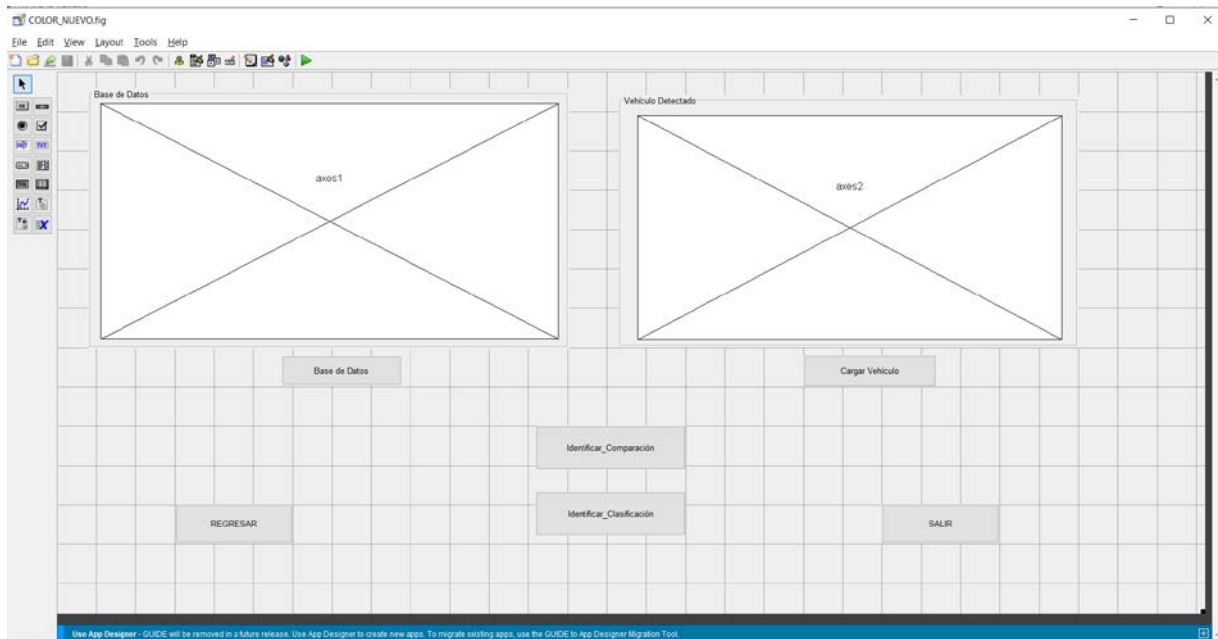 COLOR_NUEVO.fig
File Edit View Layout Tools Help
Base de Datos
axes1
Vehículo Detectado
axes2
Base de Datos
Cargar Vehículo
Identificar_Comparación
Identificar_Clasificación
REGRESAR
SALIR
Use App Designer - GUIDE will be removed in a future release. Use App Designer to create new apps. To migrate existing apps, use the GUIDE to App Designer Migration Tool.